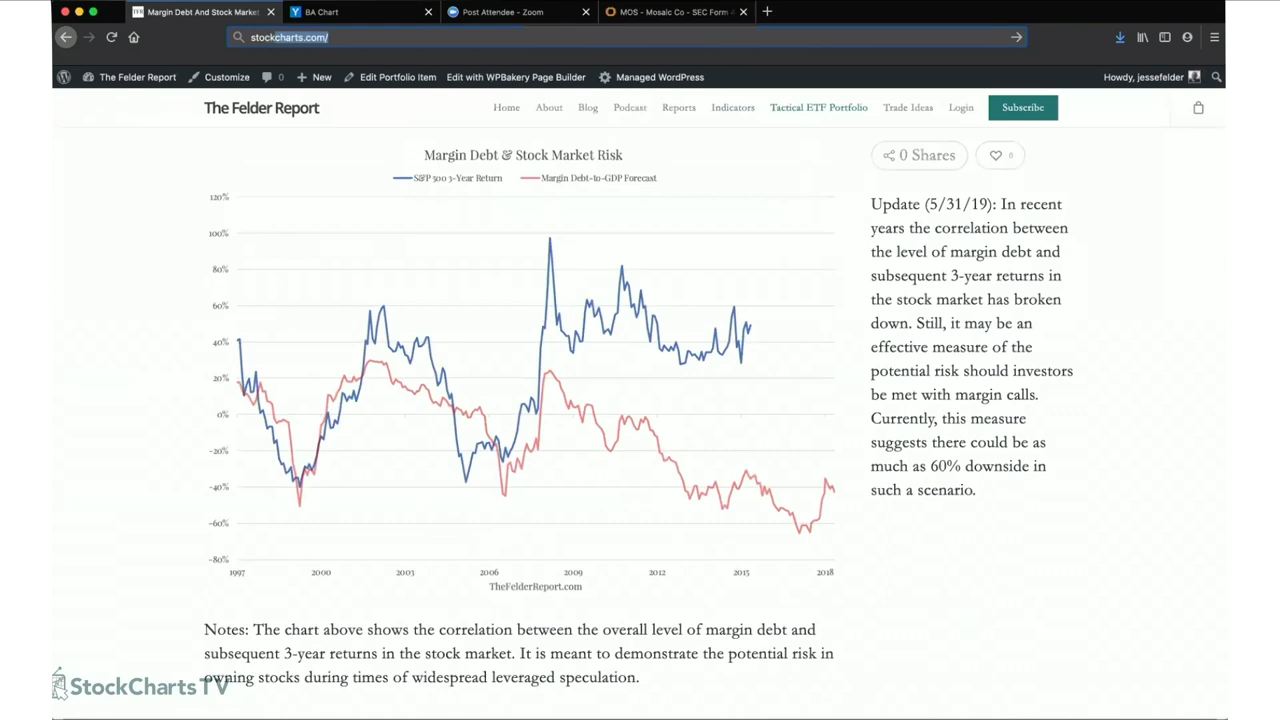 Margin Debt And Stock Market
BA Chart
Post Attendee - Zoom
MOS - Mosaic Co - SEC Form
stockcharts.com/
The Felder Report
Customize
0
New
Edit Portfolio Item
Edit with WPBakery Page Builder
Managed WordPress
Howdy, jessefelder
The Felder Report
Home
About
Blog
Podcast
Reports
Indicators
Tactical ETF Portfolio
Trade Ideas
Login
Subscribe
Margin Debt & Stock Market Risk
S&P 500 3-Year Return
Margin Debt-to-GDP Forecast
120%
100%
80%
60%
40%
20%
0%
-20%
-40%
-60%
-80%
1997 2000 2003 2006 2009 2012 2015 2018
TheFelderReport.com
0 Shares
0
Update (5/31/19): In recent
years the correlation between
the level of margin debt and
subsequent 3-year returns in
the stock market has broken
down. Still, it may be an
effective measure of the
potential risk should investors
be met with margin calls.
Currently, this measure
suggests there could be as
much as 60% downside in
such a scenario.
Notes: The chart above shows the correlation between the overall level of margin debt and
subsequent 3-year returns in the stock market. It is meant to demonstrate the potential risk in
owning stocks during times of widespread leveraged speculation.
StockCharts TV